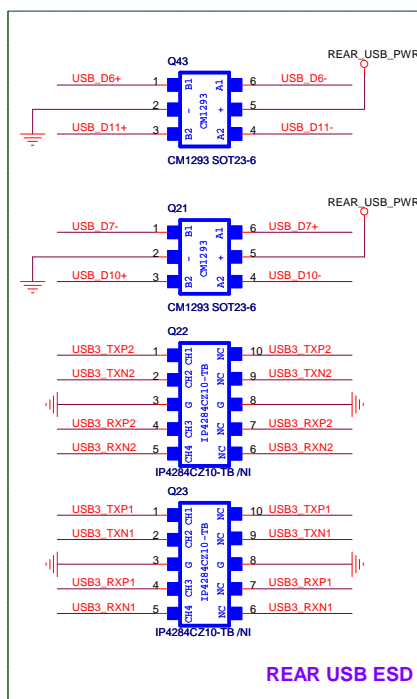 Q43
REAR_USB_PWR
USB_D6+ 1 B1 A1 6 USB_D6-
2 - CM1293 + 5
USB_D11+ 3 B2 A2 4 USB_D11-
CM1293 SOT23-6
Q21
REAR_USB_PWR
USB_D7- 1 B1 A1 6 USB_D7+
2 - CM1293 + 5
USB_D10+ 3 B2 A2 4 USB_D10-
CM1293 SOT23-6
Q22
USB3_TXP2 1 CH1 NC 10 USB3_TXP2
USB3_TXN2 2 CH2 NC 9 USB3_TXN2
3 G IP4284CZ10-TB 8
USB3_RXP2 4 CH3 NC 7 USB3_RXP2
USB3_RXN2 5 CH4 NC 6 USB3_RXN2
IP4284CZ10-TB /NI
Q23
USB3_TXP1 1 CH1 NC 10 USB3_TXP1
USB3_TXN1 2 CH2 NC 9 USB3_TXN1
3 G IP4284CZ10-TB 8
USB3_RXP1 4 CH3 NC 7 USB3_RXP1
USB3_RXN1 5 CH4 NC 6 USB3_RXN1
IP4284CZ10-TB /NI
REAR USB ESD